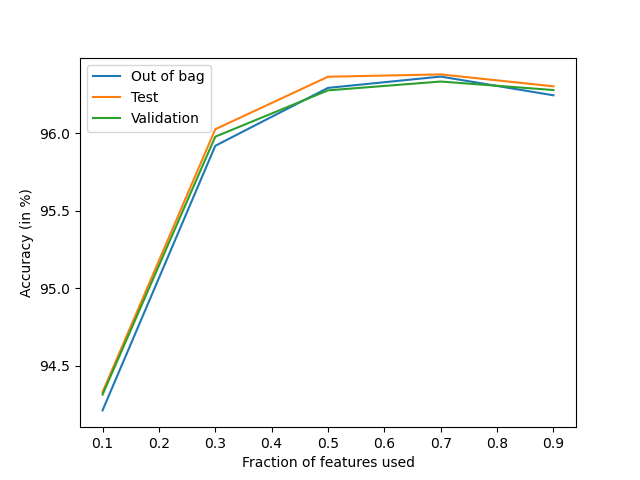 Out of bag
Test
Validation
96.0
95.5
95.0
94.5
Accuracy (in %)
0.1 0.2 0.3 0.4 0.5 0.6 0.7 0.8 0.9
Fraction of features used